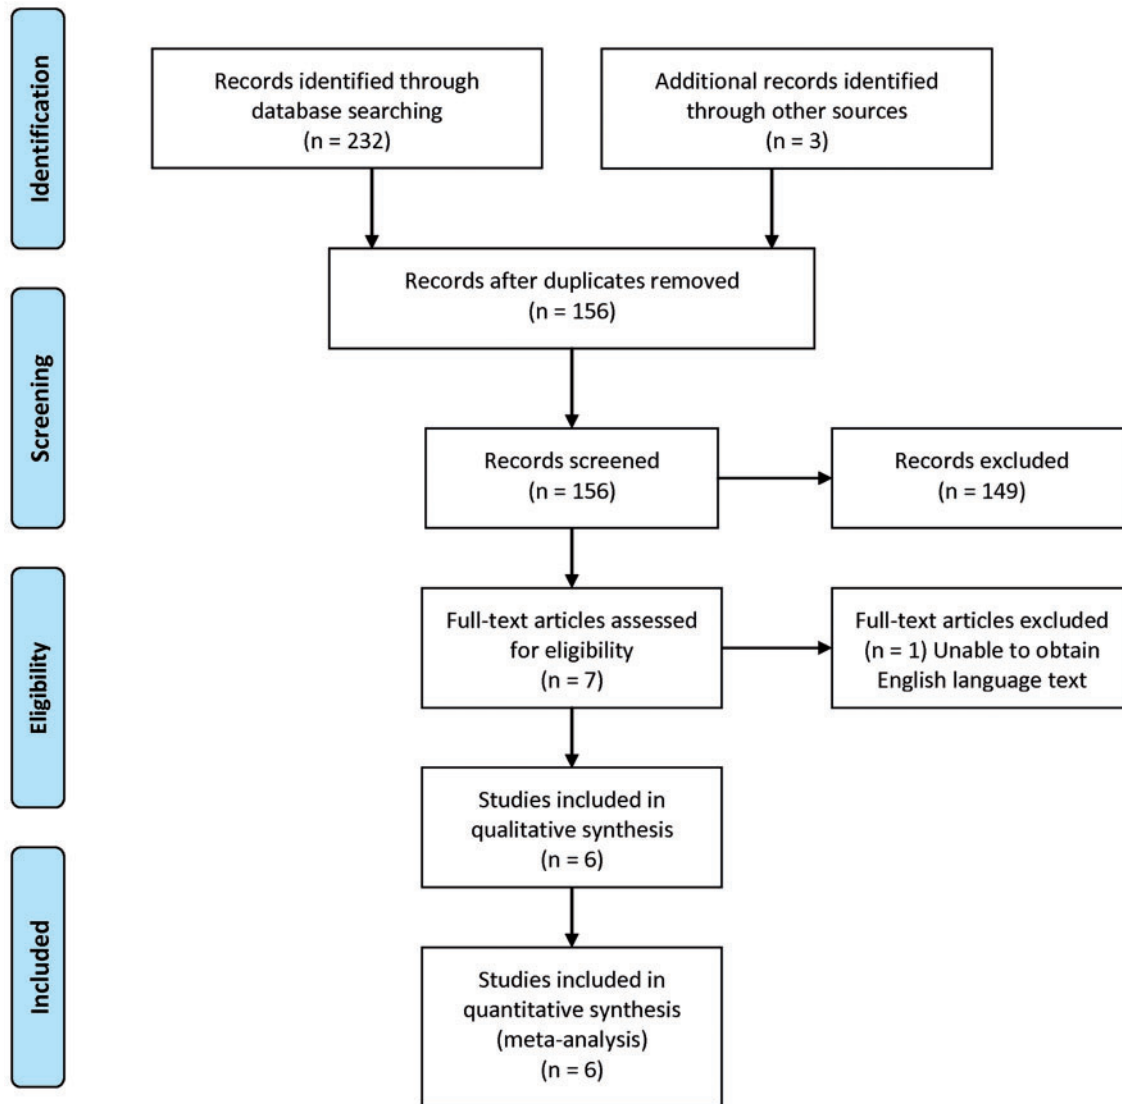 Identification
Records identified through
database searching
(n = 232)
Additional records identified
through other sources
(n = 3)
Records after duplicates removed
(n = 156)
Screening
Records screened
(n = 156)
Records excluded
(n = 149)
Eligibility
Full-text articles assessed
for eligibility
(n = 7)
Full-text articles excluded
(n = 1) Unable to obtain
English language text
Studies included in
qualitative synthesis
(n = 6)
Included
Studies included in
quantitative synthesis
(meta-analysis)
(n = 6)